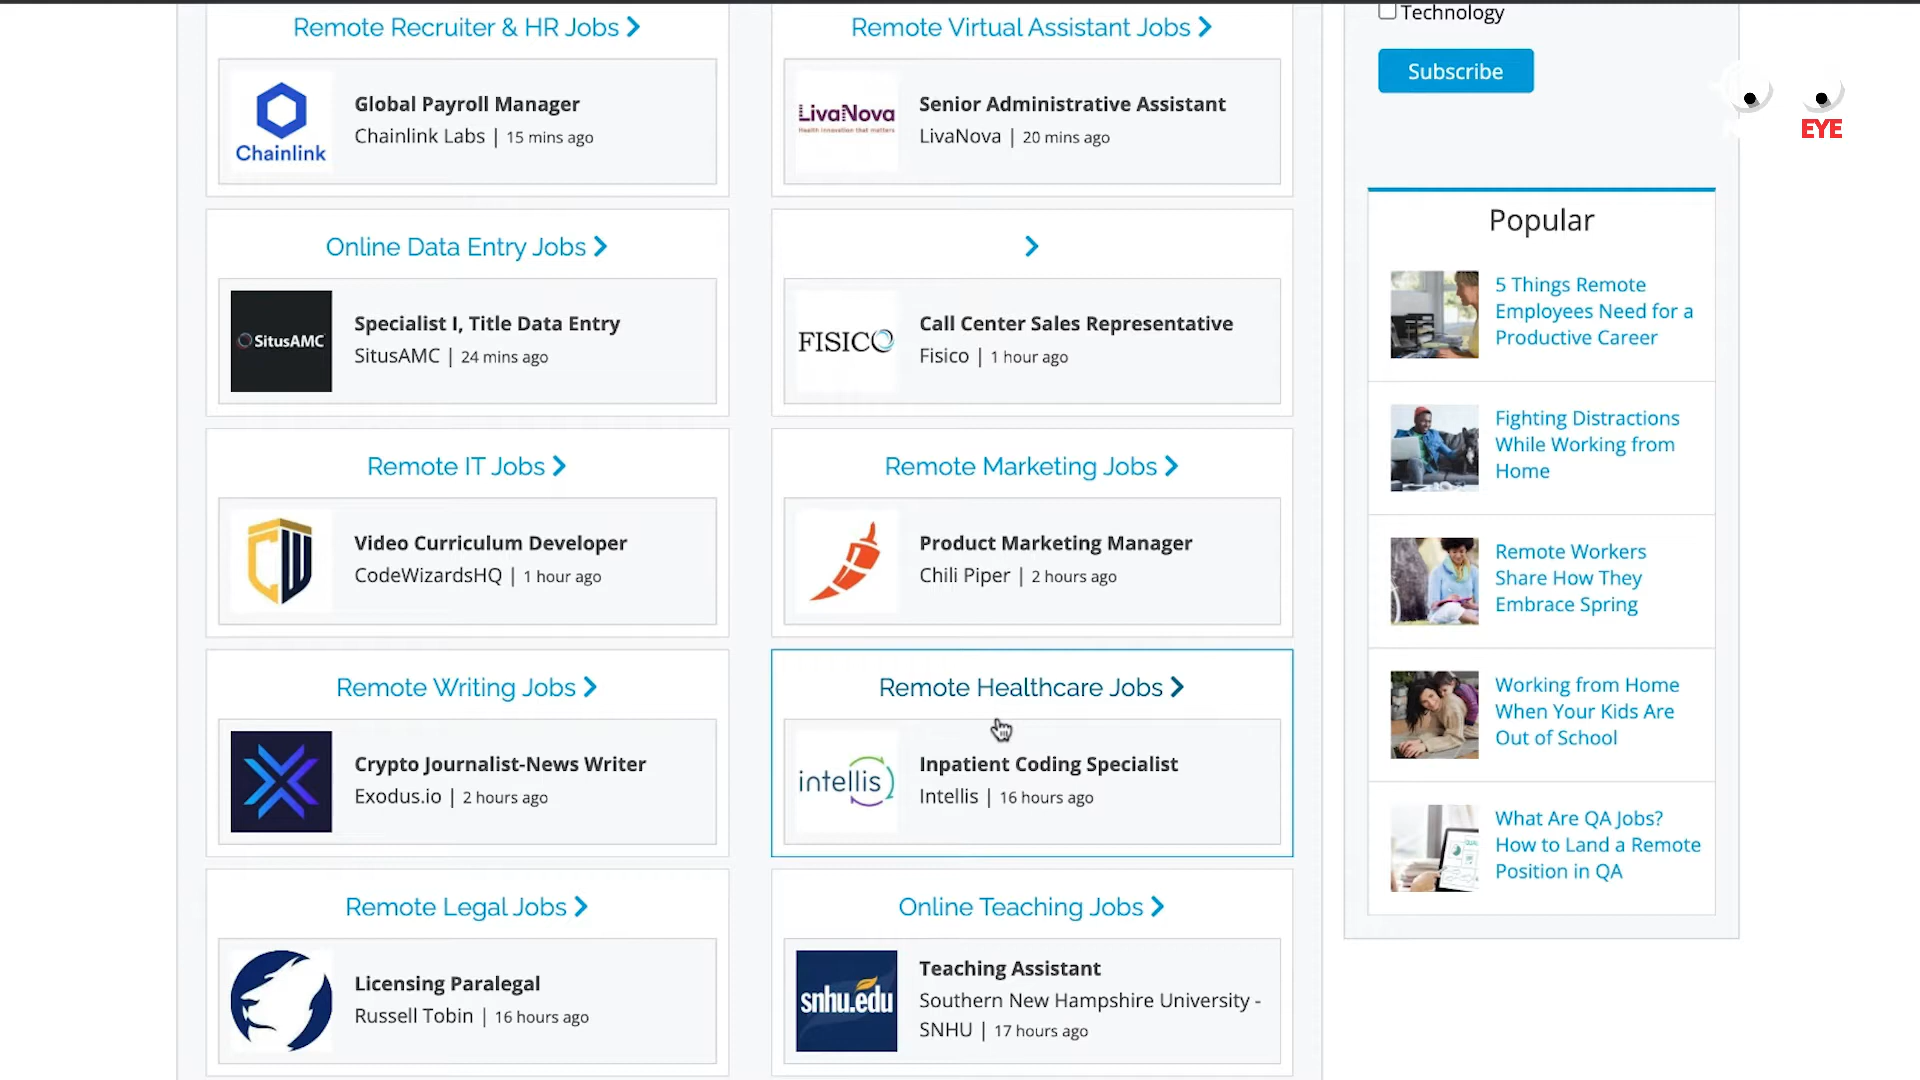 Remote Recruiter & HR Jobs
Chainlink
Global Payroll Manager
Chainlink Labs | 15 mins ago
Remote Virtual Assistant Jobs
LivaNova
Health innovation that matters
Senior Administrative Assistant
LivaNova | 20 mins ago
Online Data Entry Jobs
SitusAMC
Specialist I, Title Data Entry
SitusAMC | 24 mins ago
FISICO
Call Center Sales Representative
Fisico | 1 hour ago
Remote IT Jobs
CW
Video Curriculum Developer
CodeWizardsHQ | 1 hour ago
Remote Marketing Jobs
Product Marketing Manager
Chili Piper | 2 hours ago
Remote Writing Jobs
Crypto Journalist-News Writer
Exodus.io | 2 hours ago
Remote Healthcare Jobs
intellis
Inpatient Coding Specialist
Intellis | 16 hours ago
Remote Legal Jobs
Licensing Paralegal
Russell Tobin | 16 hours ago
Online Teaching Jobs
snhu.edu
Teaching Assistant
Southern New Hampshire University -
SNHU | 17 hours ago
Technology
Subscribe
EYE
Popular
5 Things Remote
Employees Need for a
Productive Career
Fighting Distractions
While Working from
Home
Remote Workers
Share How They
Embrace Spring
Working from Home
When Your Kids Are
Out of School
What Are QA Jobs?
How to Land a Remote
Position in QA